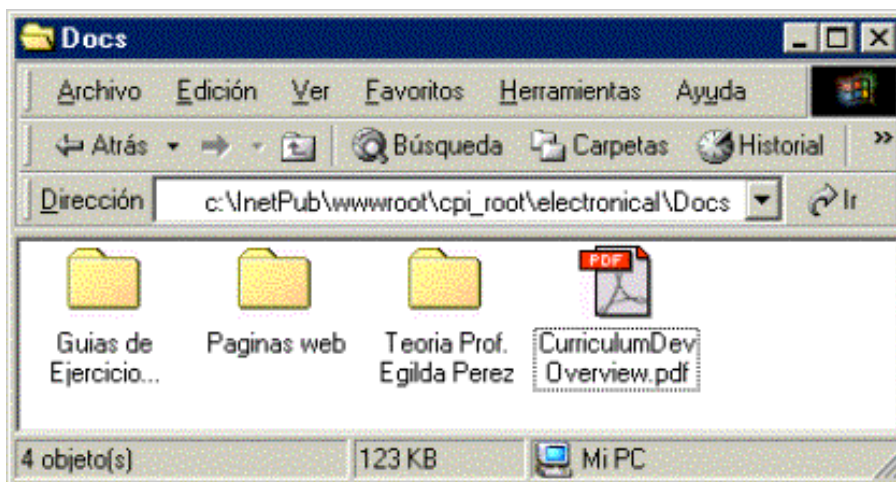 Docs
Archivo Edición Ver Favoritos Herramientas Ayuda
Atrás Búsqueda Carpetas Historial »
Dirección c:\InetPub\wwwroot\cpi_root\electronical\Docs Ir
PDF
Guias de Ejercicio...
Paginas web
Teoria Prof.
Egilda Perez
CurriculumDev
Overview.pdf
4 objeto(s) 123 KB Mi PC